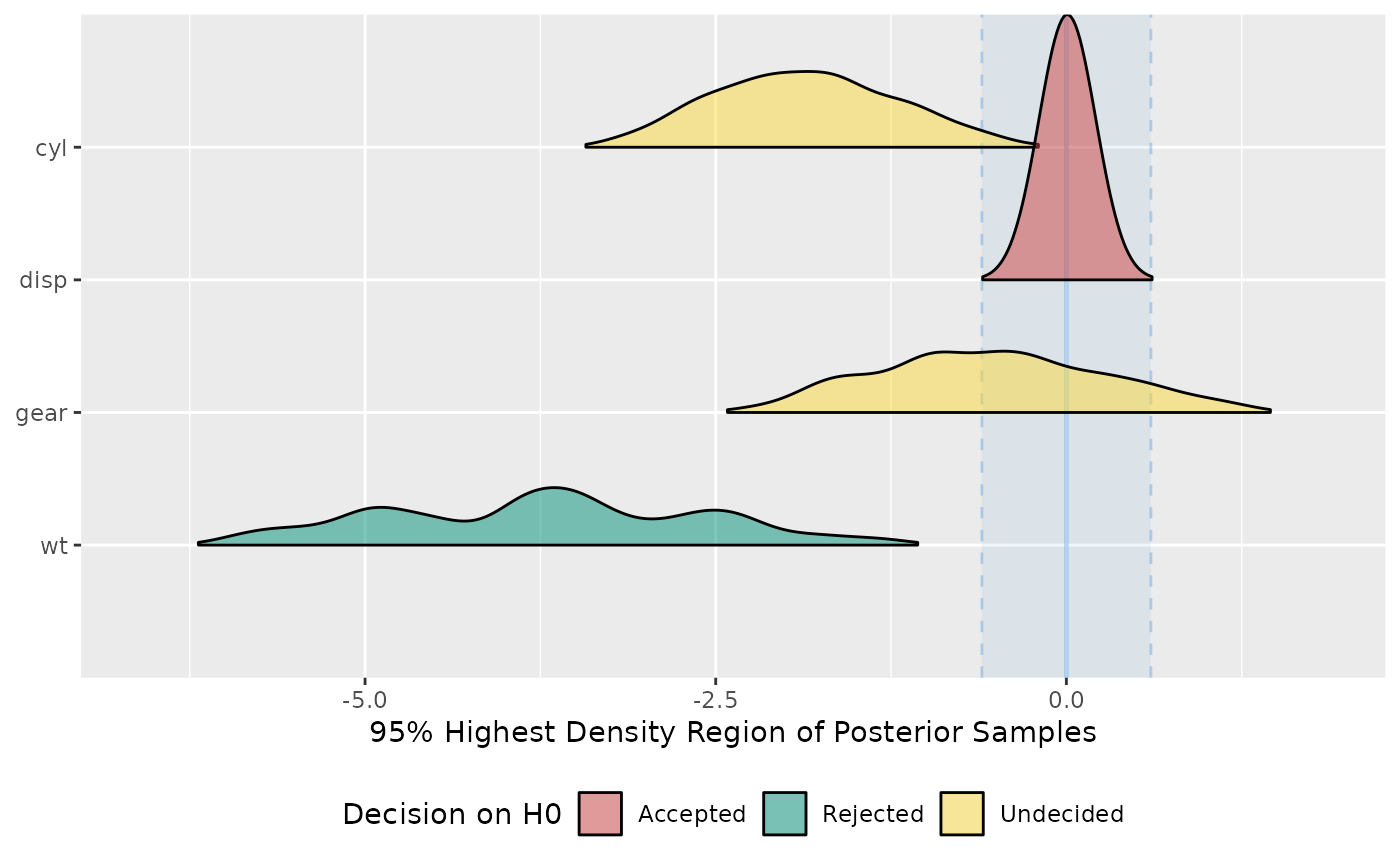 cyl
disp
gear
wt
-5.0 -2.5 0.0
95% Highest Density Region of Posterior Samples
Decision on H0 Accepted Rejected Undecided